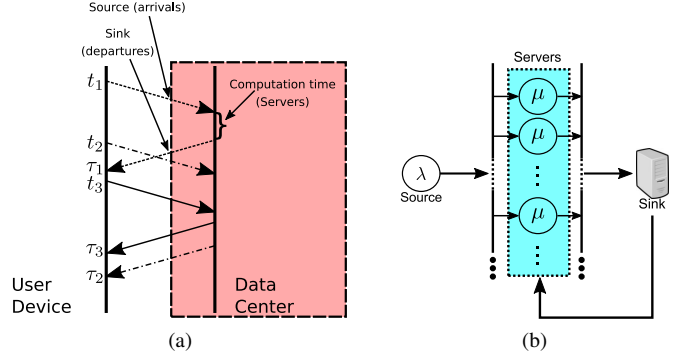 Source (arrivals)
Sink
(departures)
Computation time
(Servers)
t₁
t₂
τ₁
t₃
τ₃
τ₂
User
Device
Data
Center
(a)
Servers
μ
μ
μ
λ
Source
Sink
(b)